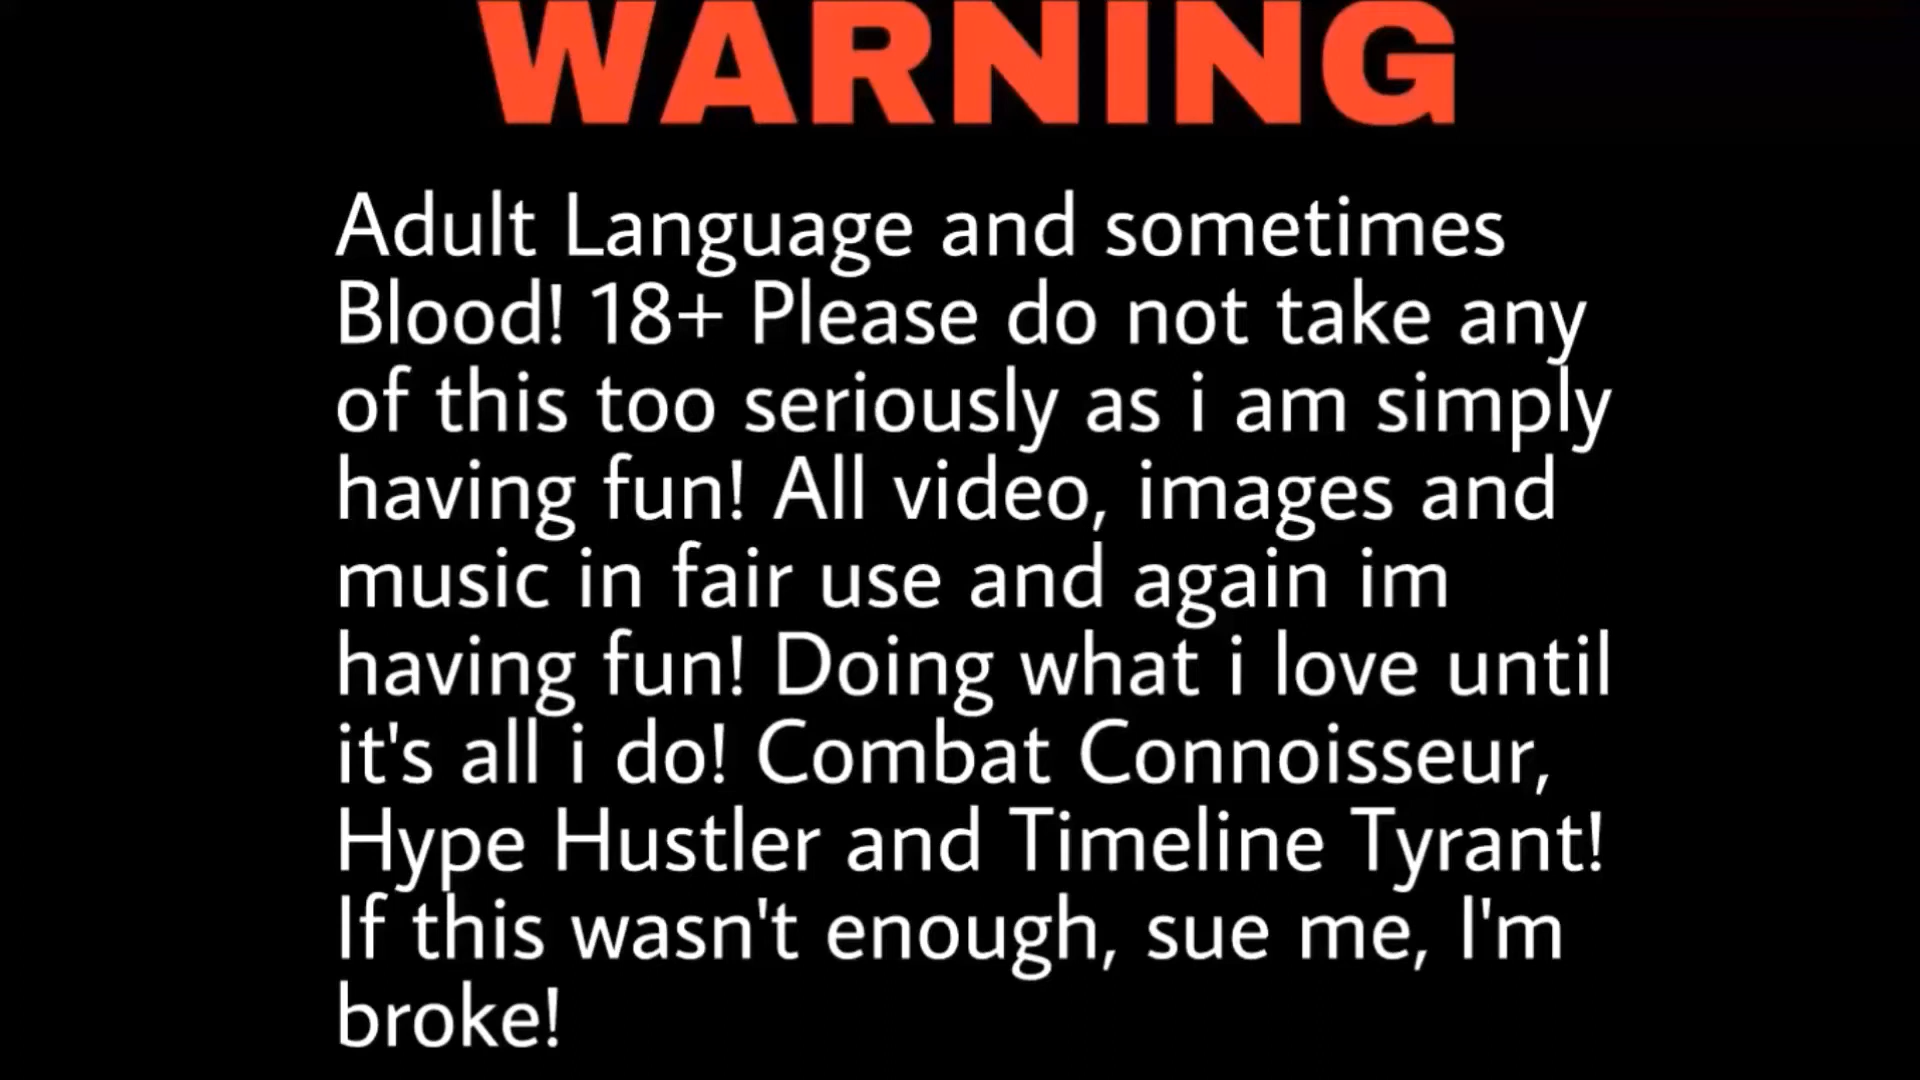 WARNING
Adult Language and sometimes
Blood! 18+ Please do not take any
of this too seriously as i am simply
having fun! All video, images and
music in fair use and again im
having fun! Doing what i love until
it's all i do! Combat Connoisseur,
Hype Hustler and Timeline Tyrant!
If this wasn't enough, sue me, I'm
broke!